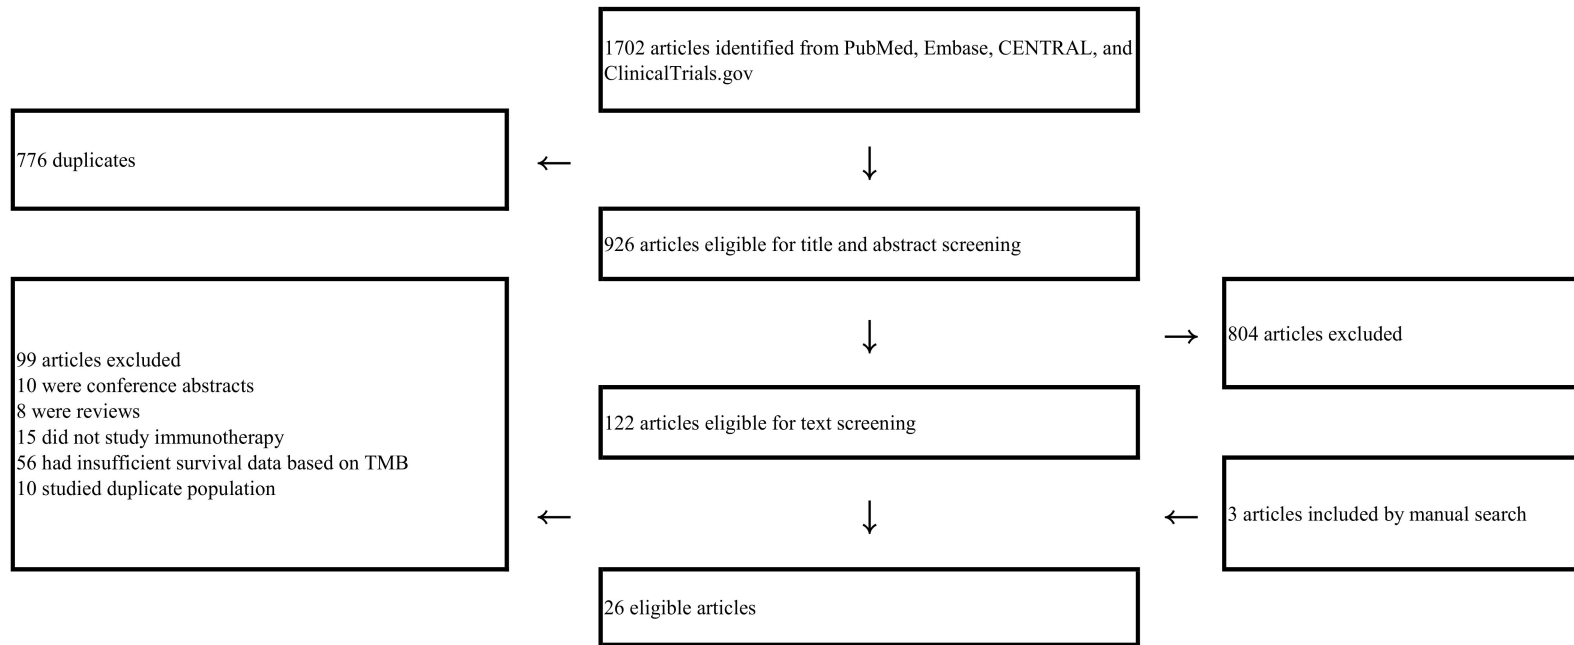 1702 articles identified from PubMed, Embase, CENTRAL, and
ClinicalTrials.gov
776 duplicates
926 articles eligible for title and abstract screening
804 articles excluded
99 articles excluded
10 were conference abstracts
8 were reviews
15 did not study immunotherapy
56 had insufficient survival data based on TMB
10 studied duplicate population
122 articles eligible for text screening
3 articles included by manual search
26 eligible articles